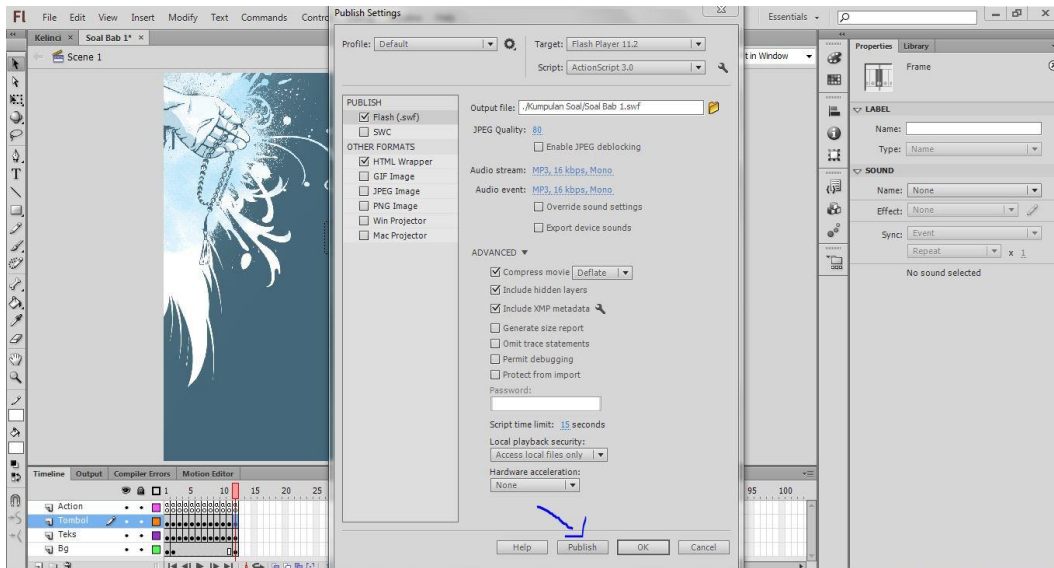 Fl File Edit View Insert Modify Text Commands Contro
Publish Settings
Essentials
Kelinci × Soal Bab 1* ×
Scene 1
t in Window
Profile: Default
Target: Flash Player 11.2
Script: ActionScript 3.0
PUBLISH
Flash (.swf)
SWC
OTHER FORMATS
HTML Wrapper
GIF Image
JPEG Image
PNG Image
Win Projector
Mac Projector
Output file: ./Kumpulan Soal/Soal Bab 1.swf
JPEG Quality: 80
Enable JPEG deblocking
Audio stream: MP3, 16 kbps, Mono
Audio event: MP3, 16 kbps, Mono
Override sound settings
Export device sounds
ADVANCED
Compress movie Deflate
Include hidden layers
Include XMP metadata
Generate size report
Omit trace statements
Permit debugging
Protect from import
Password:
Script time limit: 15 seconds
Local playback security:
Access local files only
Hardware acceleration:
None
Help Publish OK Cancel
Properties Library
Frame
LABEL
Name:
Type: Name
SOUND
Name: None
Effect: None
Sync: Event
Repeat x 1
No sound selected
Timeline Output Compiler Errors Motion Editor
1 5 10 15 20 25
95 100
Action
Tombol
Teks
Bg